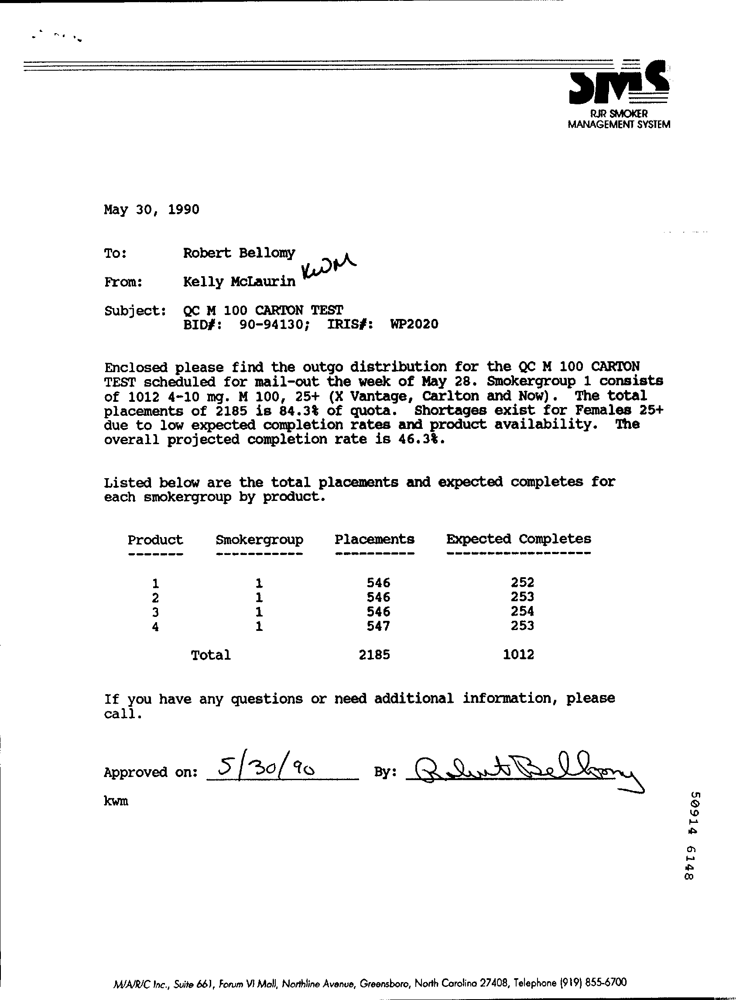 SMS
RJR SMOKER
MANAGEMENT SYSTEM
May 30, 1990
To: Robert Bellomy
From: Kelly McLaurin KWM
Subject: QC M 100 CARTON TEST
BID#: 90-94130; IRIS#: WP2020
Enclosed please find the outgo distribution for the QC M 100 CARTON
TEST scheduled for mail-out the week of May 28. Smokergroup 1 consists
of 1012 4-10 mg. M 100, 25+ (X Vantage, Carlton and Now). The total
placements of 2185 is 84.3% of quota. Shortages exist for Females 25+
due to low expected completion rates and product availability. The
overall projected completion rate is 46.3%.
Listed below are the total placements and expected completes for
each smokergroup by product.
Product Smokergroup Placements Expected Completes
------- ----------- ---------- ------------------
1 1 546 252
2 1 546 253
3 1 546 254
4 1 547 253
Total 2185 1012
If you have any questions or need additional information, please
call.
Approved on: 5/30/90 By: Robert Bellomy
kwm
50914 6148
M/A/R/C Inc., Suite 661, Forum VI Mall, Northline Avenue, Greensboro, North Carolina 27408, Telephone (919) 855-6700